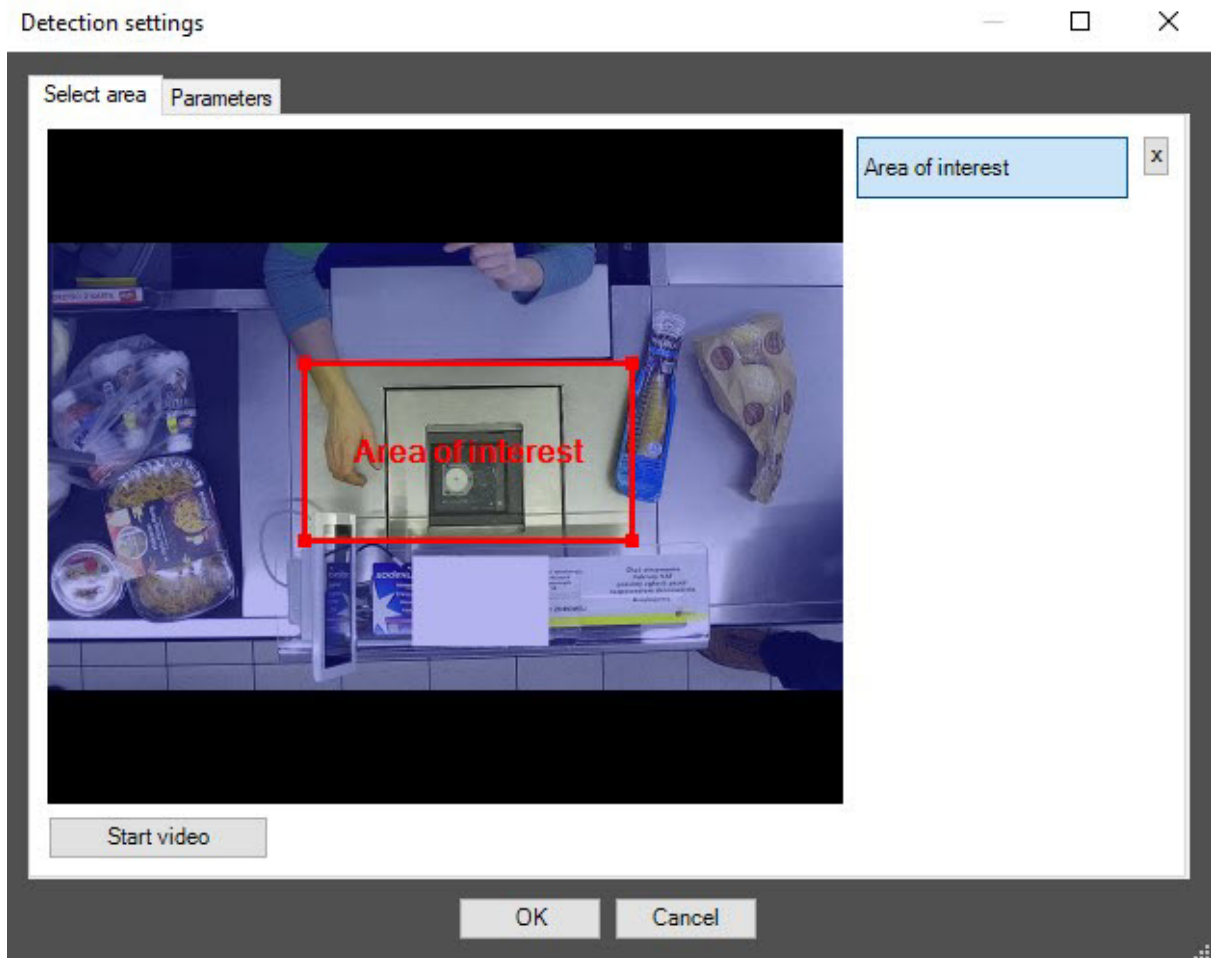 Detection settings
Select area
Parameters
Area of interest
x
Area of interest
Start video
OK
Cancel